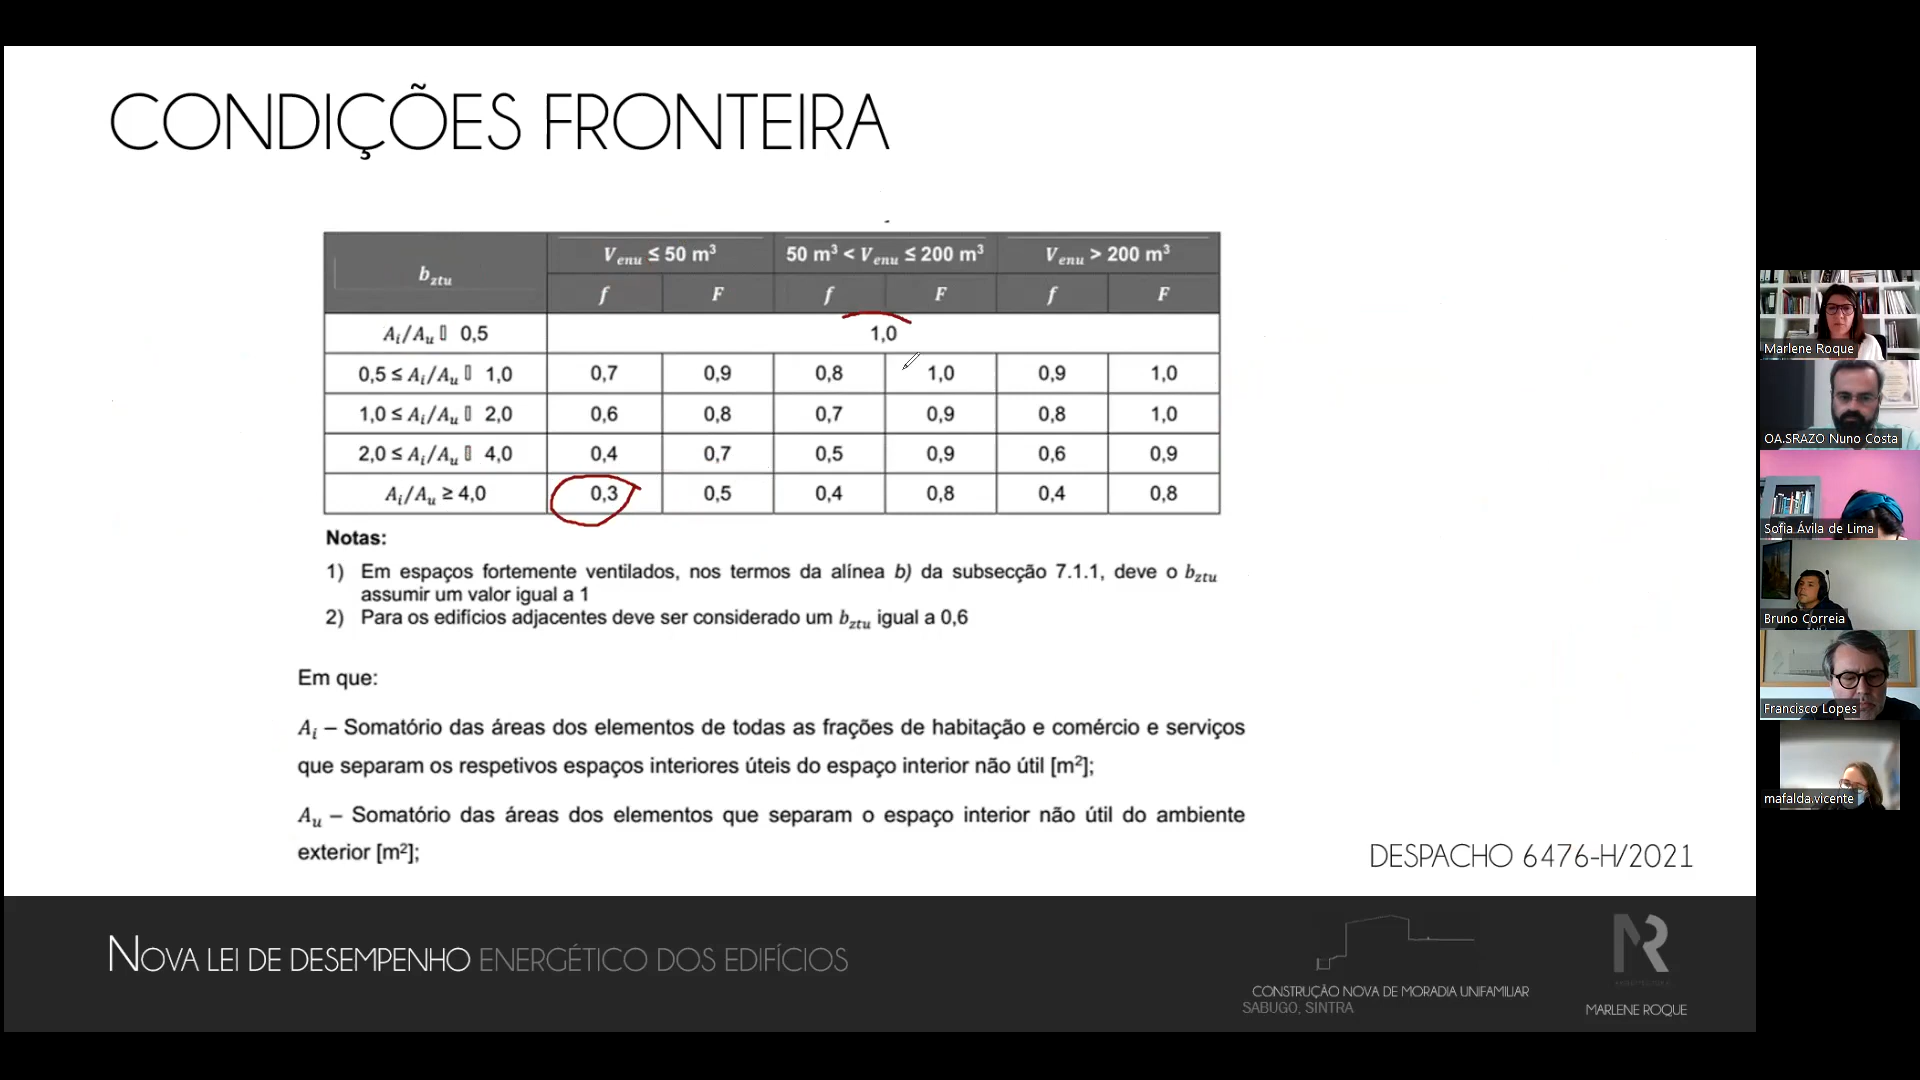 CONDIÇÕES FRONTEIRA
b_ztu V_enu ≤ 50 m³ 50 m³ < V_enu ≤ 200 m³ V_enu > 200 m³
f F f F f F
A_i/A_u ▯ 0,5 1,0
0,5 ≤ A_i/A_u ▯ 1,0 0,7 0,9 0,8 1,0 0,9 1,0
1,0 ≤ A_i/A_u ▯ 2,0 0,6 0,8 0,7 0,9 0,8 1,0
2,0 ≤ A_i/A_u ▯ 4,0 0,4 0,7 0,5 0,9 0,6 0,9
A_i/A_u ≥ 4,0 0,3 0,5 0,4 0,8 0,4 0,8
Notas:
1) Em espaços fortemente ventilados, nos termos da alínea b) da subsecção 7.1.1, deve o b_ztu
assumir um valor igual a 1
2) Para os edifícios adjacentes deve ser considerado um b_ztu igual a 0,6
Em que:
A_i – Somatório das áreas dos elementos de todas as frações de habitação e comércio e serviços
que separam os respetivos espaços interiores úteis do espaço interior não útil [m²];
A_u – Somatório das áreas dos elementos que separam o espaço interior não útil do ambiente
exterior [m²];
DESPACHO 6476-H/2021
NOVA LEI DE DESEMPENHO ENERGÉTICO DOS EDIFÍCIOS
CONSTRUÇÃO NOVA DE MORADIA UNIFAMILIAR
SABUGO, SINTRA
MR
MARLENE ROQUE
Marlene Roque
OA.SRAZO Nuno Costa
Sofia Ávila de Lima
Bruno Correia
Francisco Lopes
mafalda.vicente